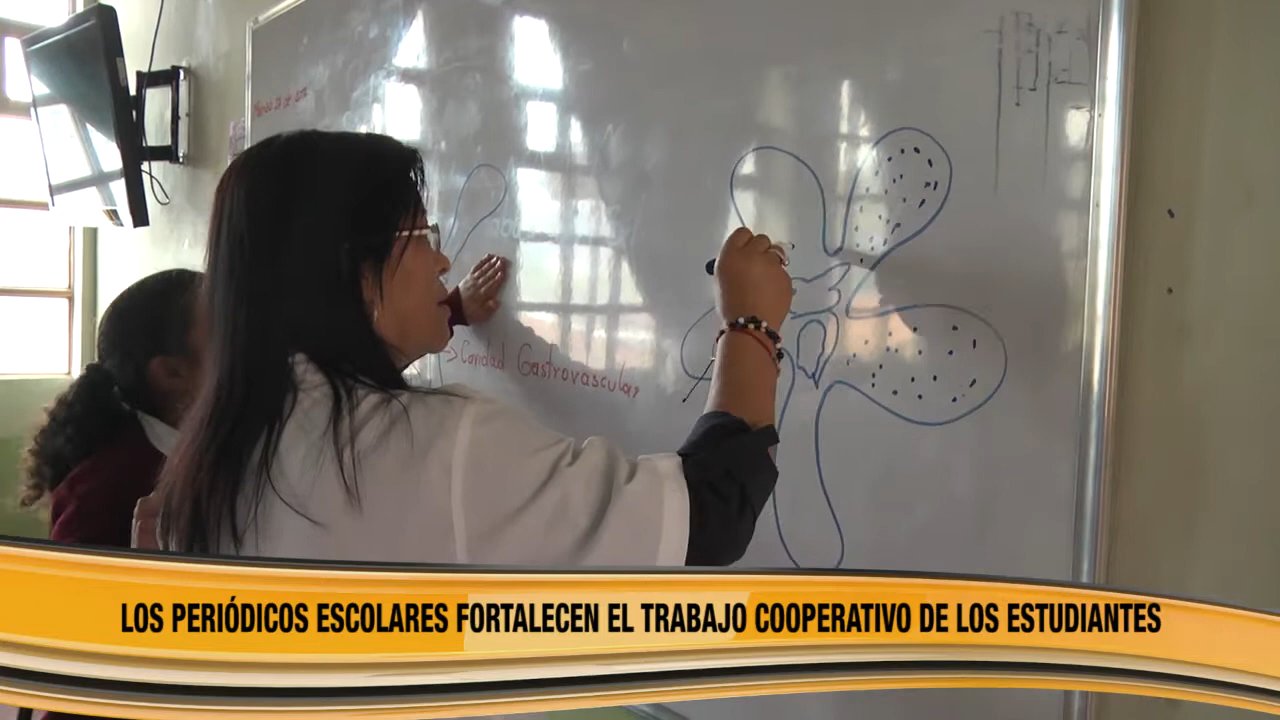 Cavidad Gastrovascular
LOS PERIÓDICOS ESCOLARES FORTALECEN EL TRABAJO COOPERATIVO DE LOS ESTUDIANTES